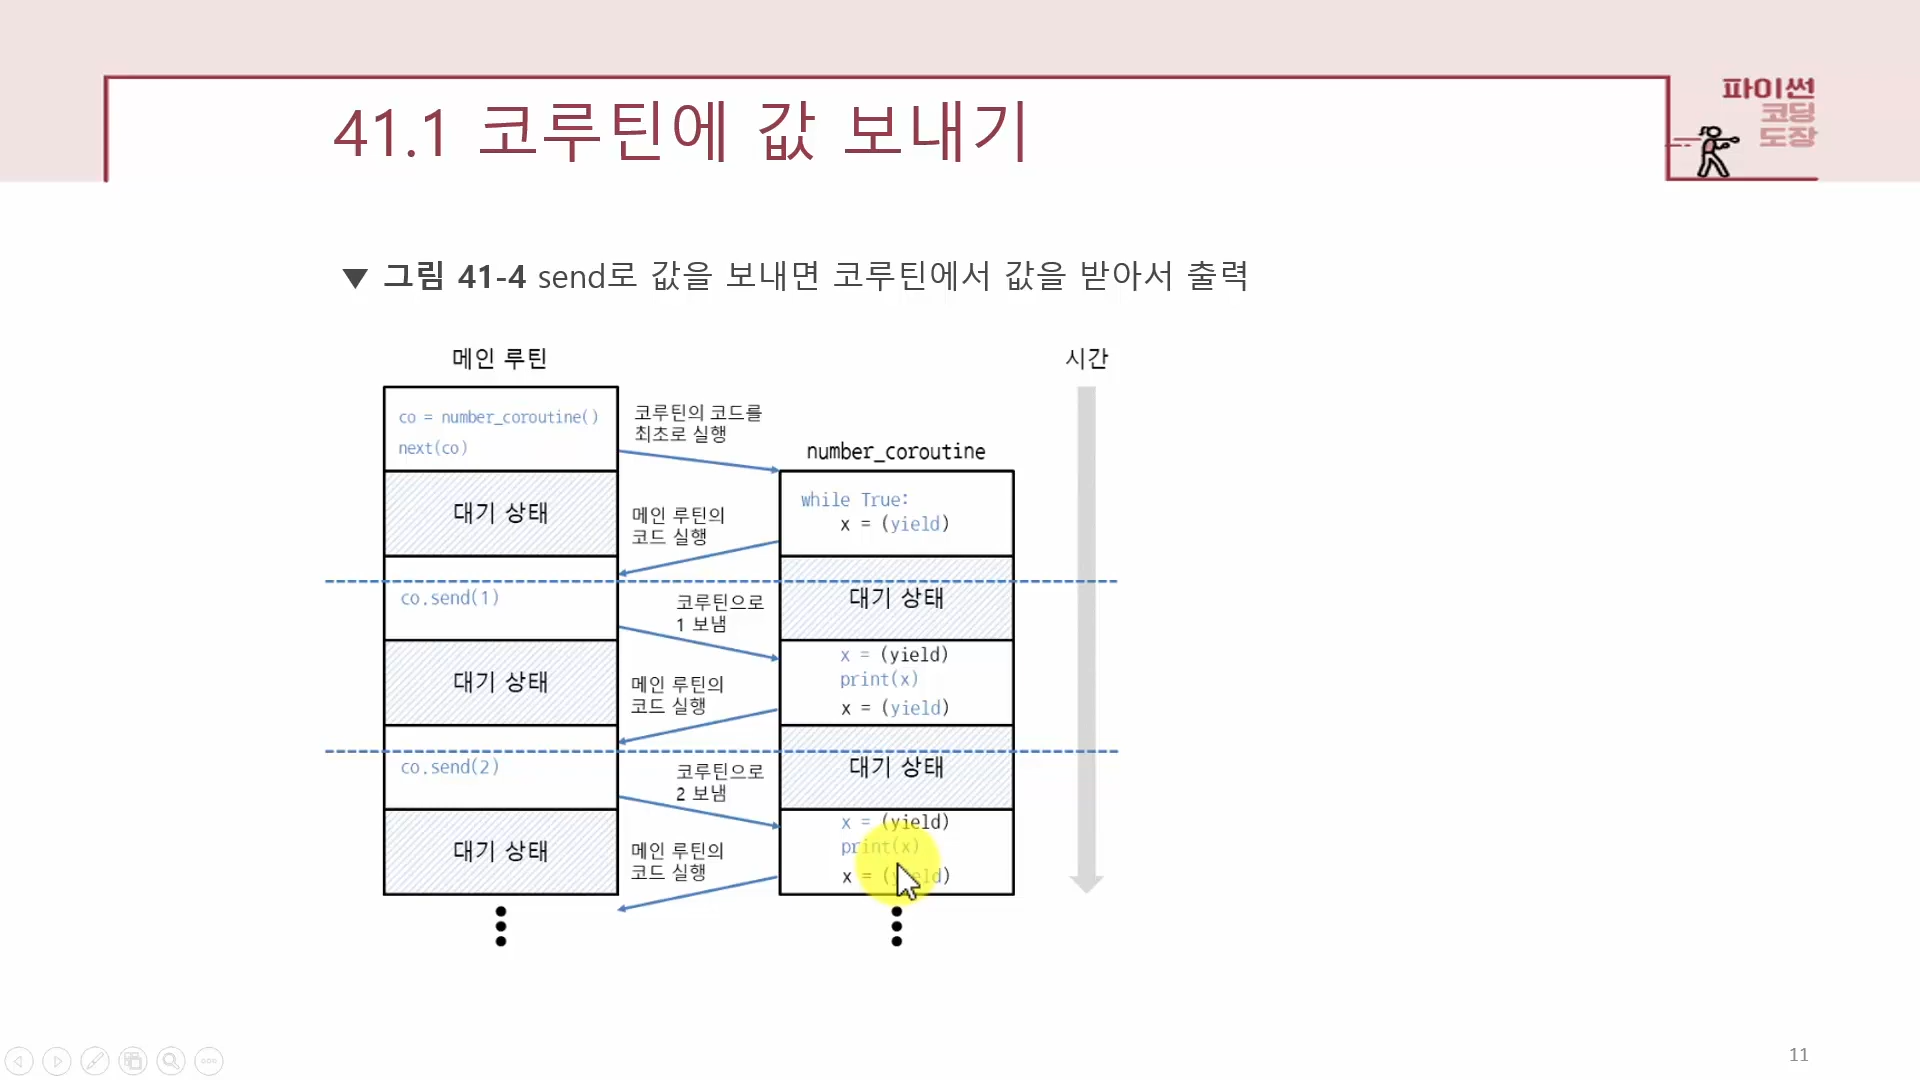 41.1 코루틴에 값 보내기
파이썬
코딩
도장
▼ 그림 41-4 send로 값을 보내면 코루틴에서 값을 받아서 출력
메인 루틴
시간
co = number_coroutine()
next(co)
코루틴의 코드를
최초로 실행
number_coroutine
대기 상태
메인 루틴의
코드 실행
while True:
x = (yield)
co.send(1)
코루틴으로
1 보냄
대기 상태
대기 상태
메인 루틴의
코드 실행
x = (yield)
print(x)
x = (yield)
co.send(2)
코루틴으로
2 보냄
대기 상태
대기 상태
메인 루틴의
코드 실행
x = (yield)
print(x)
x = (yield)
11